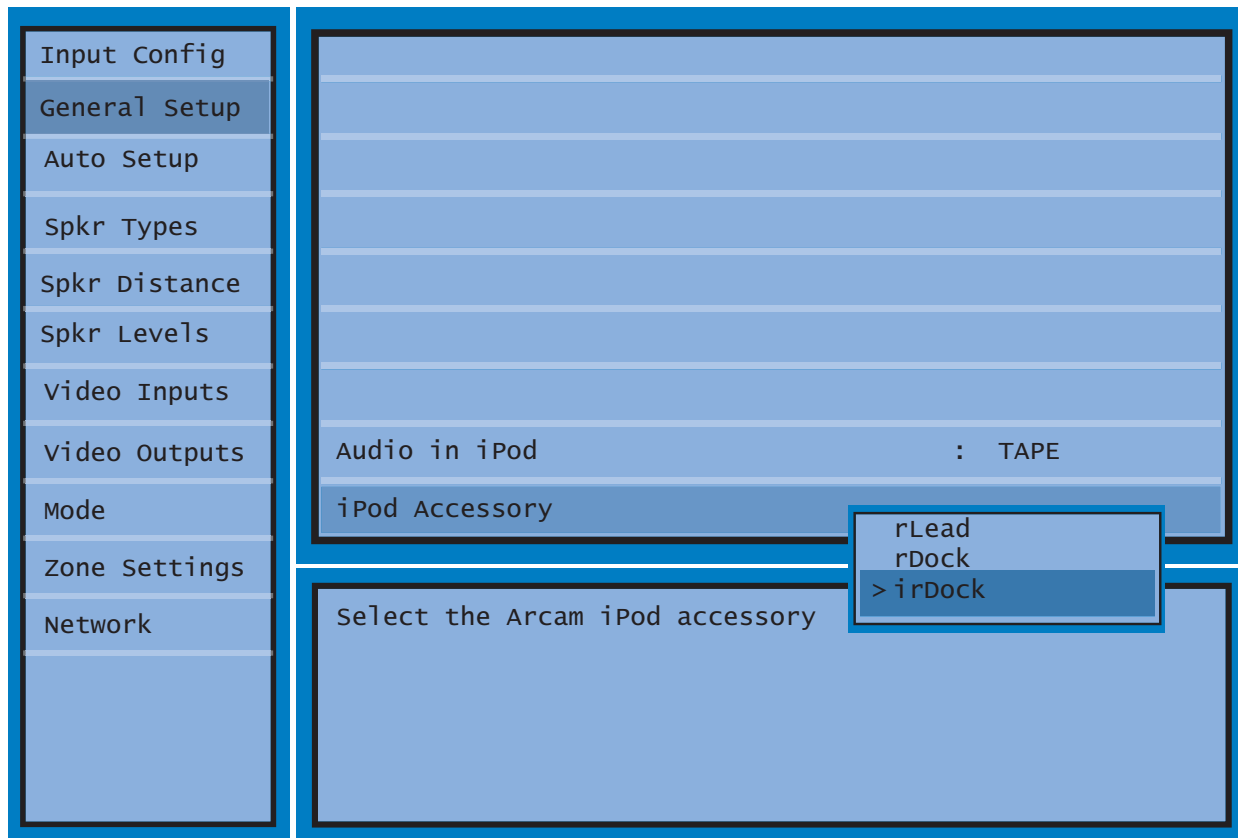 Input Config
General Setup
Auto Setup
Spkr Types
Spkr Distance
Spkr Levels
Video Inputs
Video Outputs
Mode
Zone Settings
Network
Audio in iPod : TAPE
iPod Accessory
rLead
rDock
>irDock
Select the Arcam iPod accessory